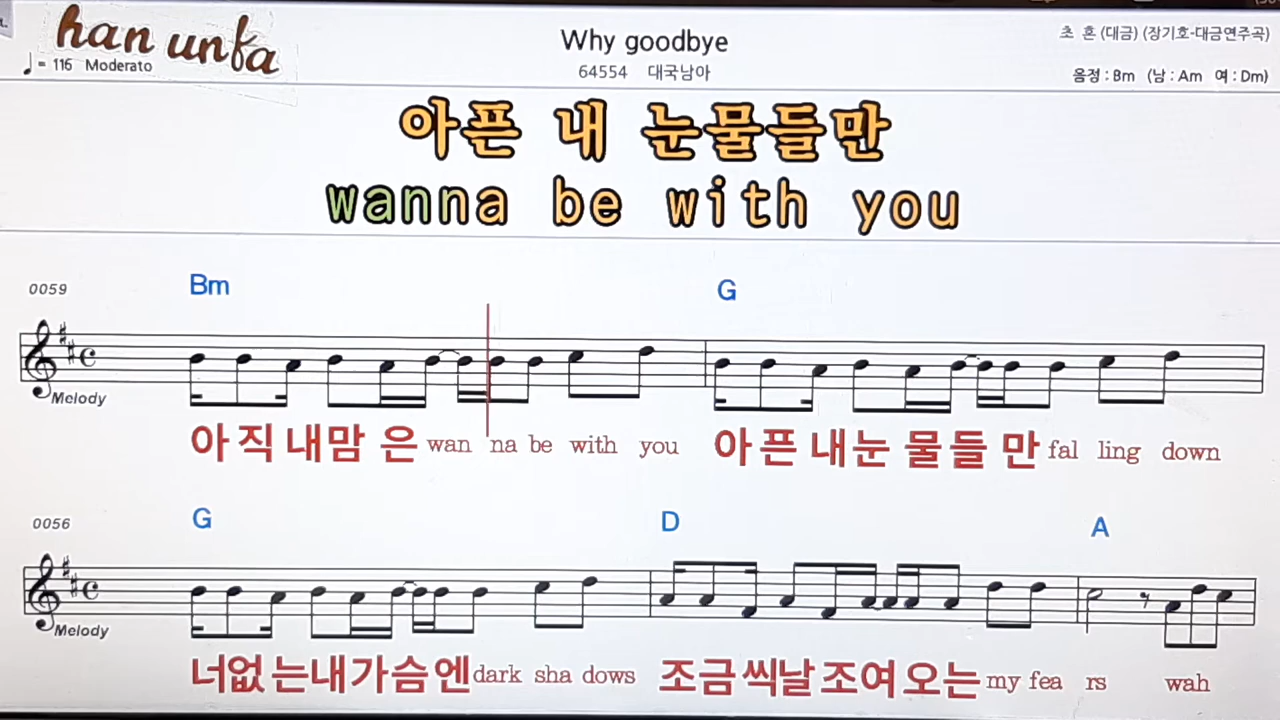 han unfa
♩ = 116 Moderato
Why goodbye
64554 대국남아
초 혼 (대금) (장기호-대금연주곡)
음정 : Bm (남 : Am 여 : Dm)
아픈 내 눈물들만
wanna be with you
0059
Bm G
Melody
아 직 내맘 은 wan na be with you 아 픈 내눈 물들 만 fal ling down
0056
G D A
Melody
너없 는내가슴엔 dark sha dows 조금씩날 조여 오는 my fea rs wah